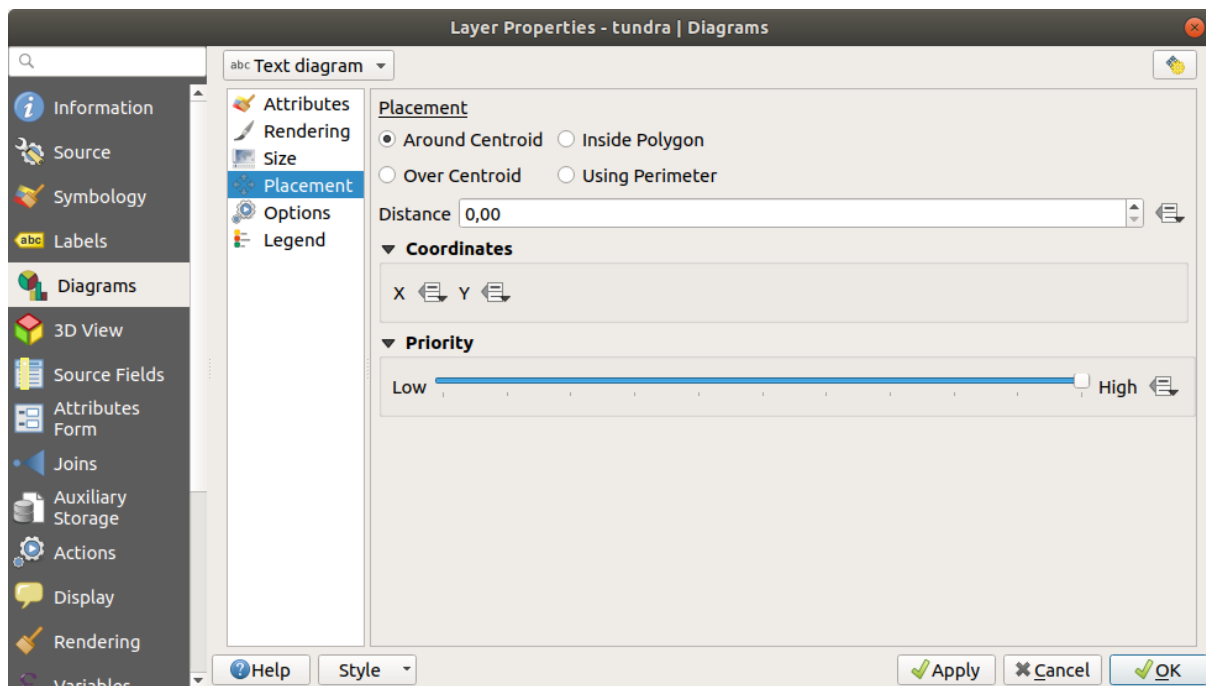 Layer Properties - tundra | Diagrams
Information
Source
Symbology
abc Labels
Diagrams
3D View
Source Fields
Attributes
Form
Joins
Auxiliary
Storage
Actions
Display
Rendering
Variables
abc Text diagram
Attributes
Rendering
Size
Placement
Options
Legend
Placement
Around Centroid Inside Polygon
Over Centroid Using Perimeter
Distance 0,00
Coordinates
X Y
Priority
Low High
Help Style Apply Cancel OK